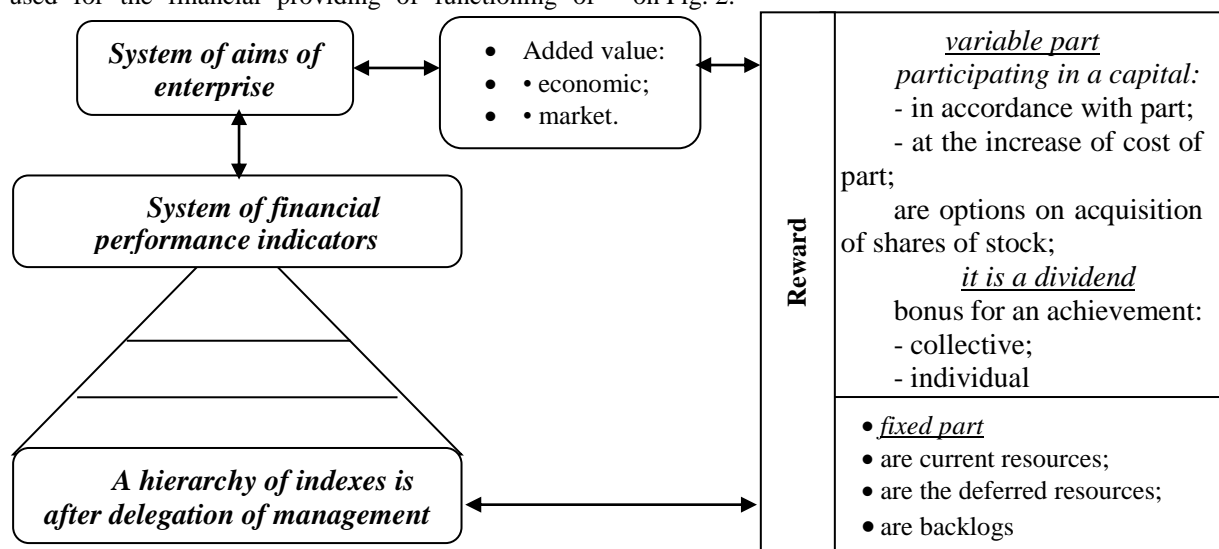 used for the financial providing of functioning of on Fig. 2.
System of aims of
enterprise
• Added value:
• • economic;
• • market.
System of financial
performance indicators
A hierarchy of indexes is
after delegation of management
Reward
variable part
participating in a capital:
- in accordance with part;
- at the increase of cost of
part;
are options on acquisition
of shares of stock;
it is a dividend
bonus for an achievement:
- collective;
- individual
• fixed part
• are current resources;
• are the deferred resources;
• are backlogs